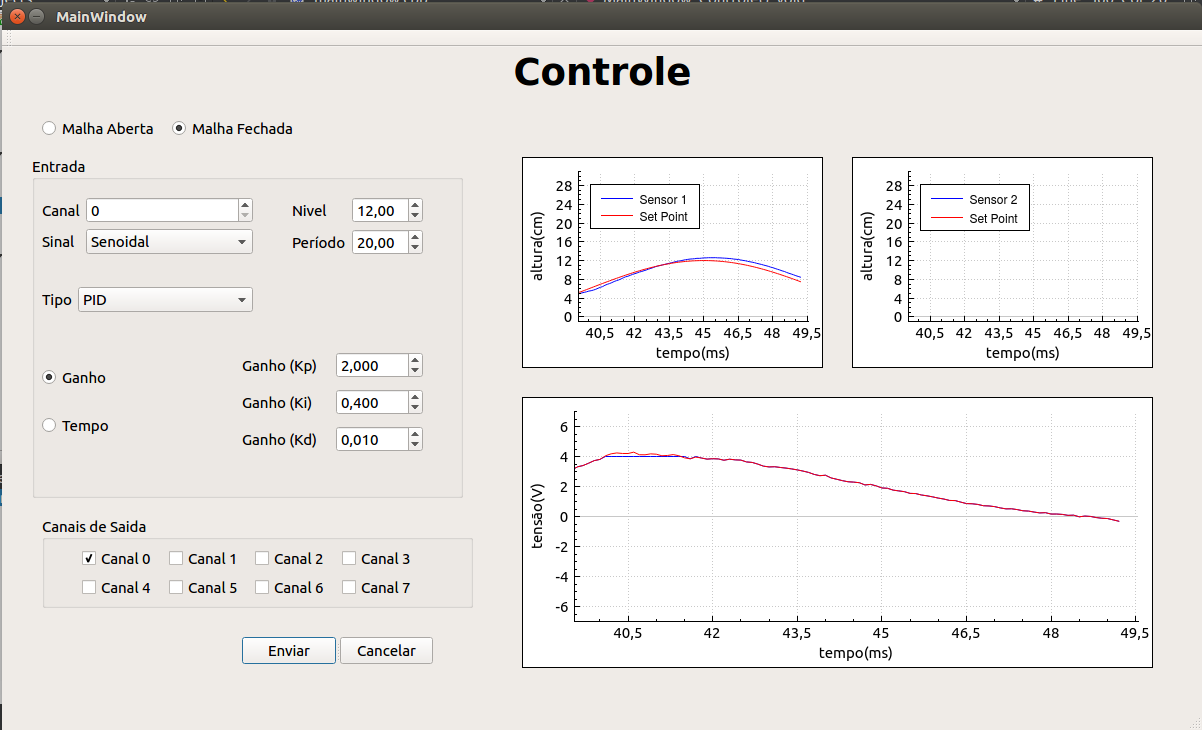 MainWindow
Controle
Malha Aberta Malha Fechada
Entrada
Canal 0 Nivel 12,00
Sinal Senoidal Período 20,00
Tipo PID
Ganho
Tempo
Ganho (Kp) 2,000
Ganho (Ki) 0,400
Ganho (Kd) 0,010
Canais de Saida
Canal 0 Canal 1 Canal 2 Canal 3
Canal 4 Canal 5 Canal 6 Canal 7
Enviar Cancelar
altura(cm)
28
24
20
16
12
8
4
0
Sensor 1
Set Point
40,5 42 43,5 45 46,5 48 49,5
tempo(ms)
altura(cm)
28
24
20
16
12
8
4
0
Sensor 2
Set Point
40,5 42 43,5 45 46,5 48 49,5
tempo(ms)
tensão(V)
6
4
2
0
-2
-4
-6
40,5 42 43,5 45 46,5 48 49,5
tempo(ms)